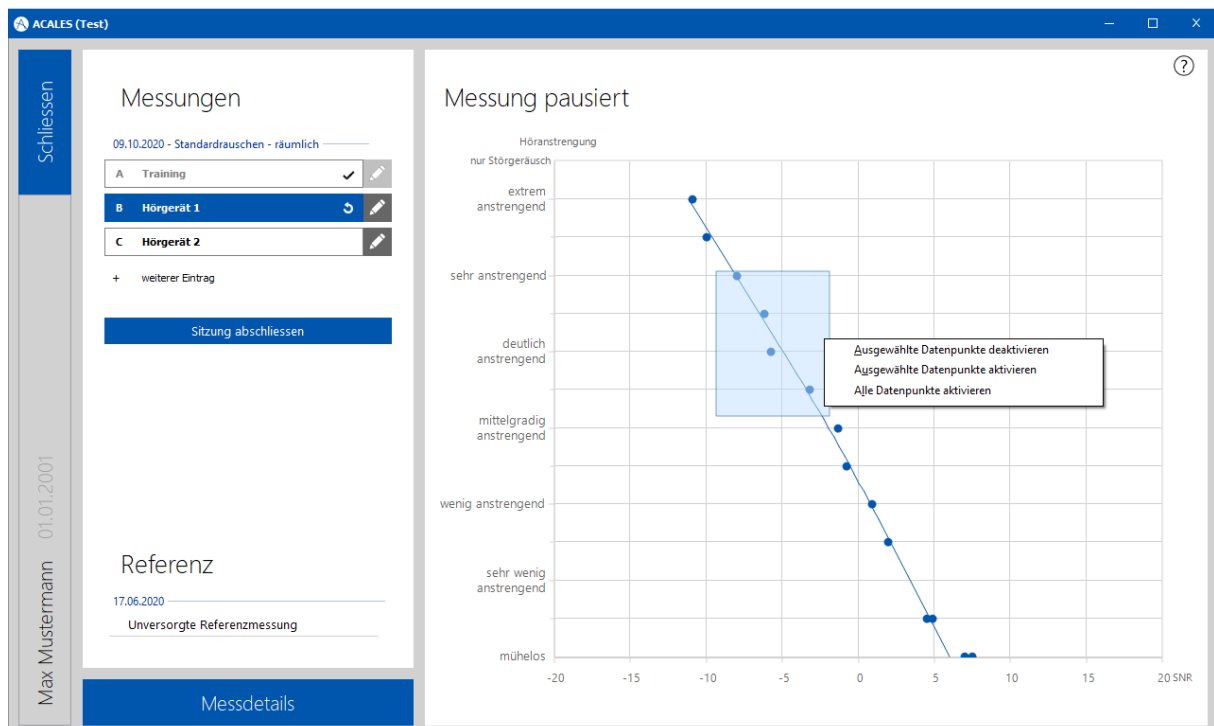 ACALES (Test)
Schliessen
Max Mustermann 01.01.2001
Messungen
09.10.2020 - Standardrauschen - räumlich
A Training
B Hörgerät 1
C Hörgerät 2
+ weiterer Eintrag
Sitzung abschliessen
Referenz
17.06.2020
Unversorgte Referenzmessung
Messdetails
?
Messung pausiert
Höranstrengung
nur Störgeräusch
extrem
anstrengend
sehr anstrengend
deutlich
anstrengend
mittelgradig
anstrengend
wenig anstrengend
sehr wenig
anstrengend
mühelos
Ausgewählte Datenpunkte deaktivieren
Ausgewählte Datenpunkte aktivieren
Alle Datenpunkte aktivieren
-20 -15 -10 -5 0 5 10 15 20 SNR